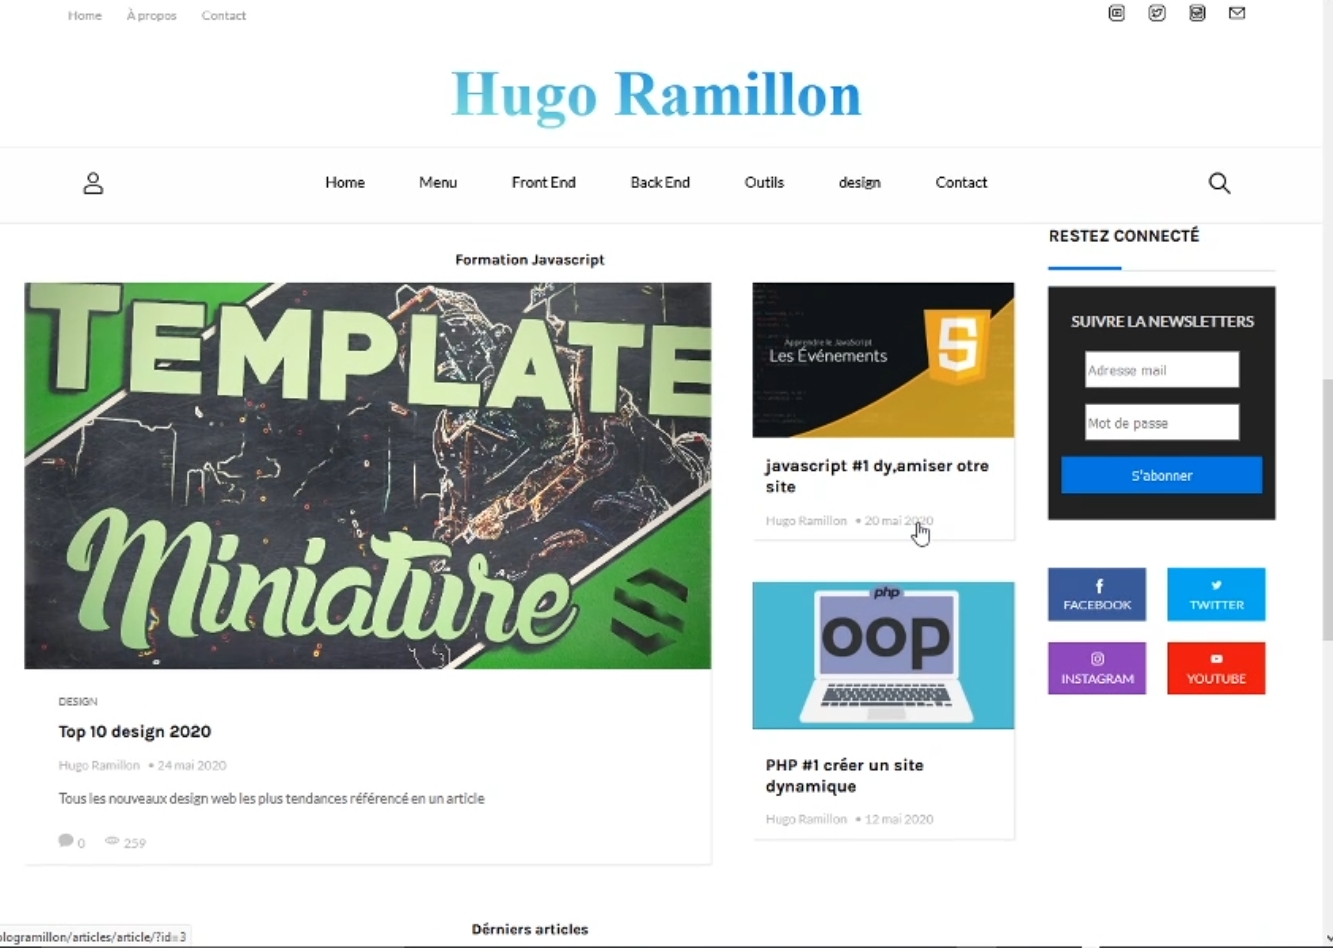 Home À propos Contact
Hugo Ramillon
Home Menu Front End Back End Outils design Contact
RESTEZ CONNECTÉ
Formation Javascript
TEMPLATE
Miniature
Apprendre le JavaScript
Les Événements
javascript #1 dy,amiser otre
site
Hugo Ramillon • 20 mai 2020
SUIVRE LA NEWSLETTERS
Adresse mail
Mot de passe
S'abonner
php
oop
FACEBOOK
TWITTER
INSTAGRAM
YOUTUBE
DESIGN
Top 10 design 2020
Hugo Ramillon • 24 mai 2020
Tous les nouveaux design web les plus tendances référencé en un article
0 259
PHP #1 créer un site
dynamique
Hugo Ramillon • 12 mai 2020
Dérniers articles
logramillon/articles/article/?id=3